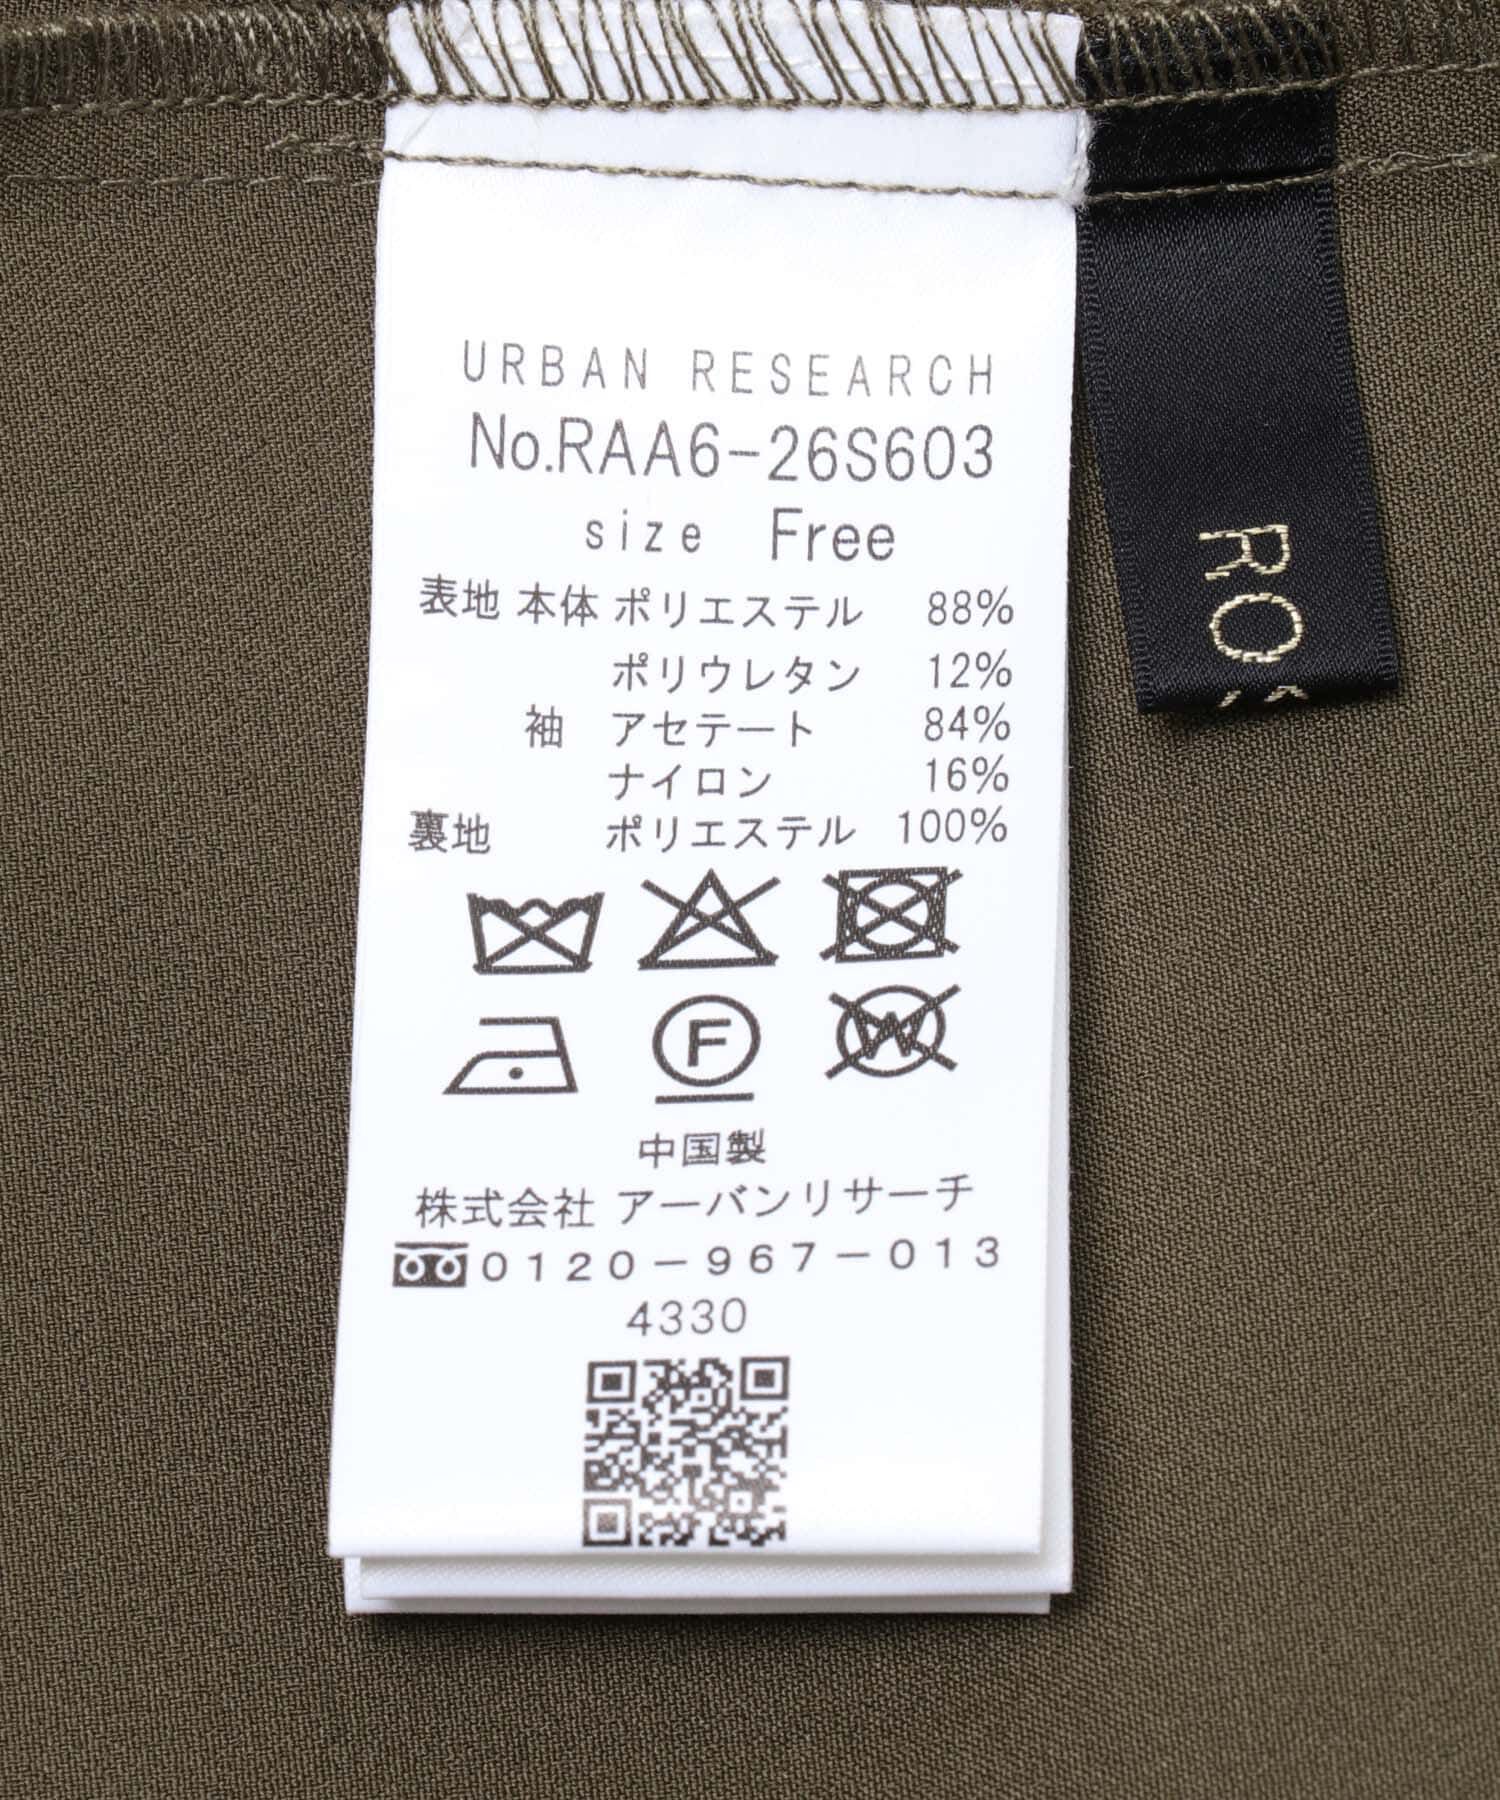 URBAN RESEARCH
No.RAA6-26S603
size Free
表地 本体 ポリエステル 88%
ポリウレタン 12%
袖 アセテート 84%
ナイロン 16%
裏地 ポリエステル 100%
F
W
中国製
株式会社 アーバンリサーチ
0120-967-013
4330
RO